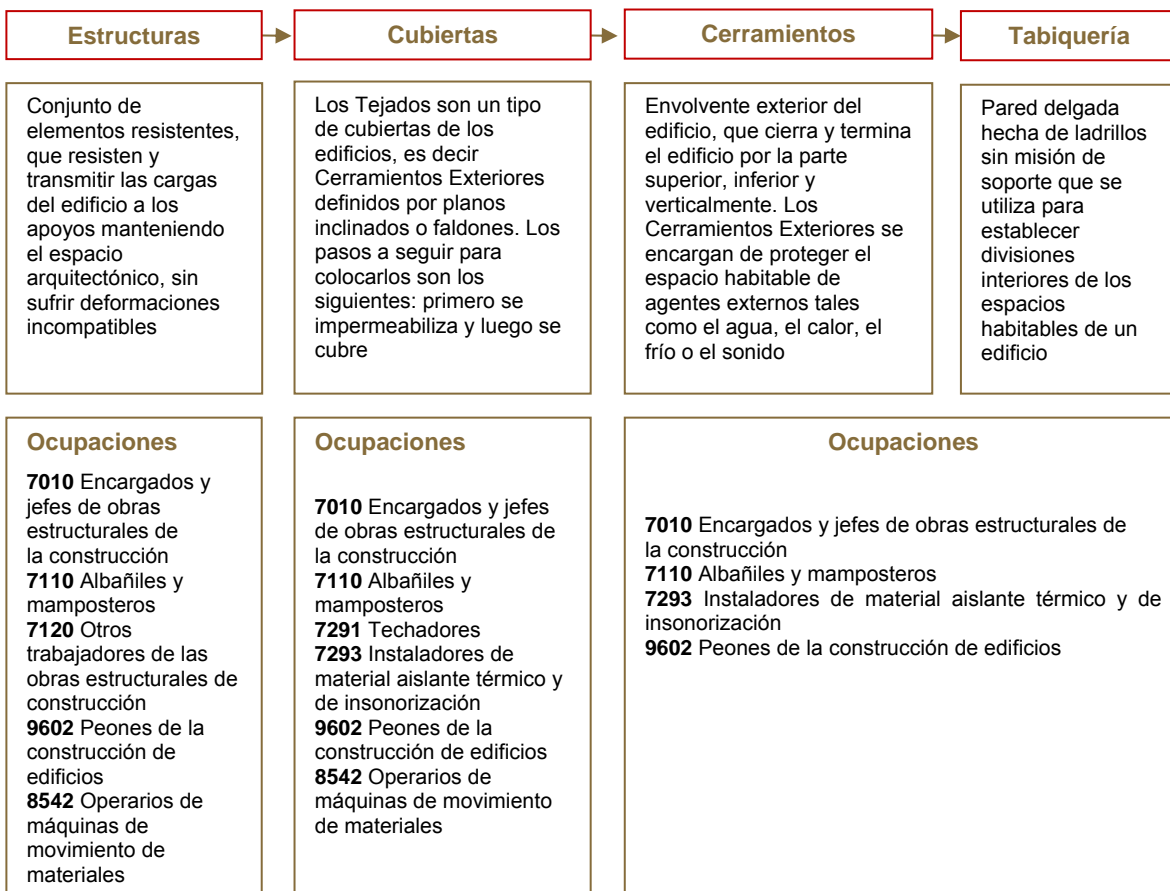 Estructuras
Cubiertas
Cerramientos
Tabiquería
Conjunto de
elementos resistentes,
que resisten y
transmitir las cargas
del edificio a los
apoyos manteniendo
el espacio
arquitectónico, sin
sufrir deformaciones
incompatibles
Los Tejados son un tipo
de cubiertas de los
edificios, es decir
Cerramientos Exteriores
definidos por planos
inclinados o faldones. Los
pasos a seguir para
colocarlos son los
siguientes: primero se
impermeabiliza y luego se
cubre
Envolvente exterior del
edificio, que cierra y termina
el edificio por la parte
superior, inferior y
verticalmente. Los
Cerramientos Exteriores se
encargan de proteger el
espacio habitable de
agentes externos tales
como el agua, el calor, el
frío o el sonido
Pared delgada
hecha de ladrillos
sin misión de
soporte que se
utiliza para
establecer
divisiones
interiores de los
espacios
habitables de un
edificio
Ocupaciones
7010 Encargados y
jefes de obras
estructurales de
la construcción
7110 Albañiles y
mamposteros
7120 Otros
trabajadores de las
obras estructurales de
construcción
9602 Peones de la
construcción de
edificios
8542 Operarios de
máquinas de
movimiento de
materiales
Ocupaciones
7010 Encargados y jefes
de obras estructurales de
la construcción
7110 Albañiles y
mamposteros
7291 Techadores
7293 Instaladores de
material aislante térmico y
de insonorización
9602 Peones de la
construcción de edificios
8542 Operarios de
máquinas de movimiento
de materiales
Ocupaciones
7010 Encargados y jefes de obras estructurales de
la construcción
7110 Albañiles y mamposteros
7293 Instaladores de material aislante térmico y de
insonorización
9602 Peones de la construcción de edificios